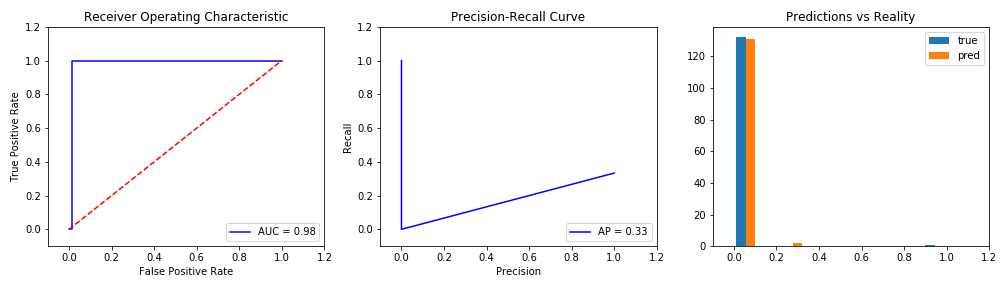 Receiver Operating Characteristic
1.2
1.0
0.8
0.6
0.4
0.2
0.0
True Positive Rate
0.0 0.2 0.4 0.6 0.8 1.0 1.2
False Positive Rate
AUC = 0.98
Precision-Recall Curve
1.2
1.0
0.8
0.6
0.4
0.2
0.0
Recall
0.0 0.2 0.4 0.6 0.8 1.0 1.2
Precision
AP = 0.33
Predictions vs Reality
120
100
80
60
40
20
0
0.0 0.2 0.4 0.6 0.8 1.0 1.2
true
pred